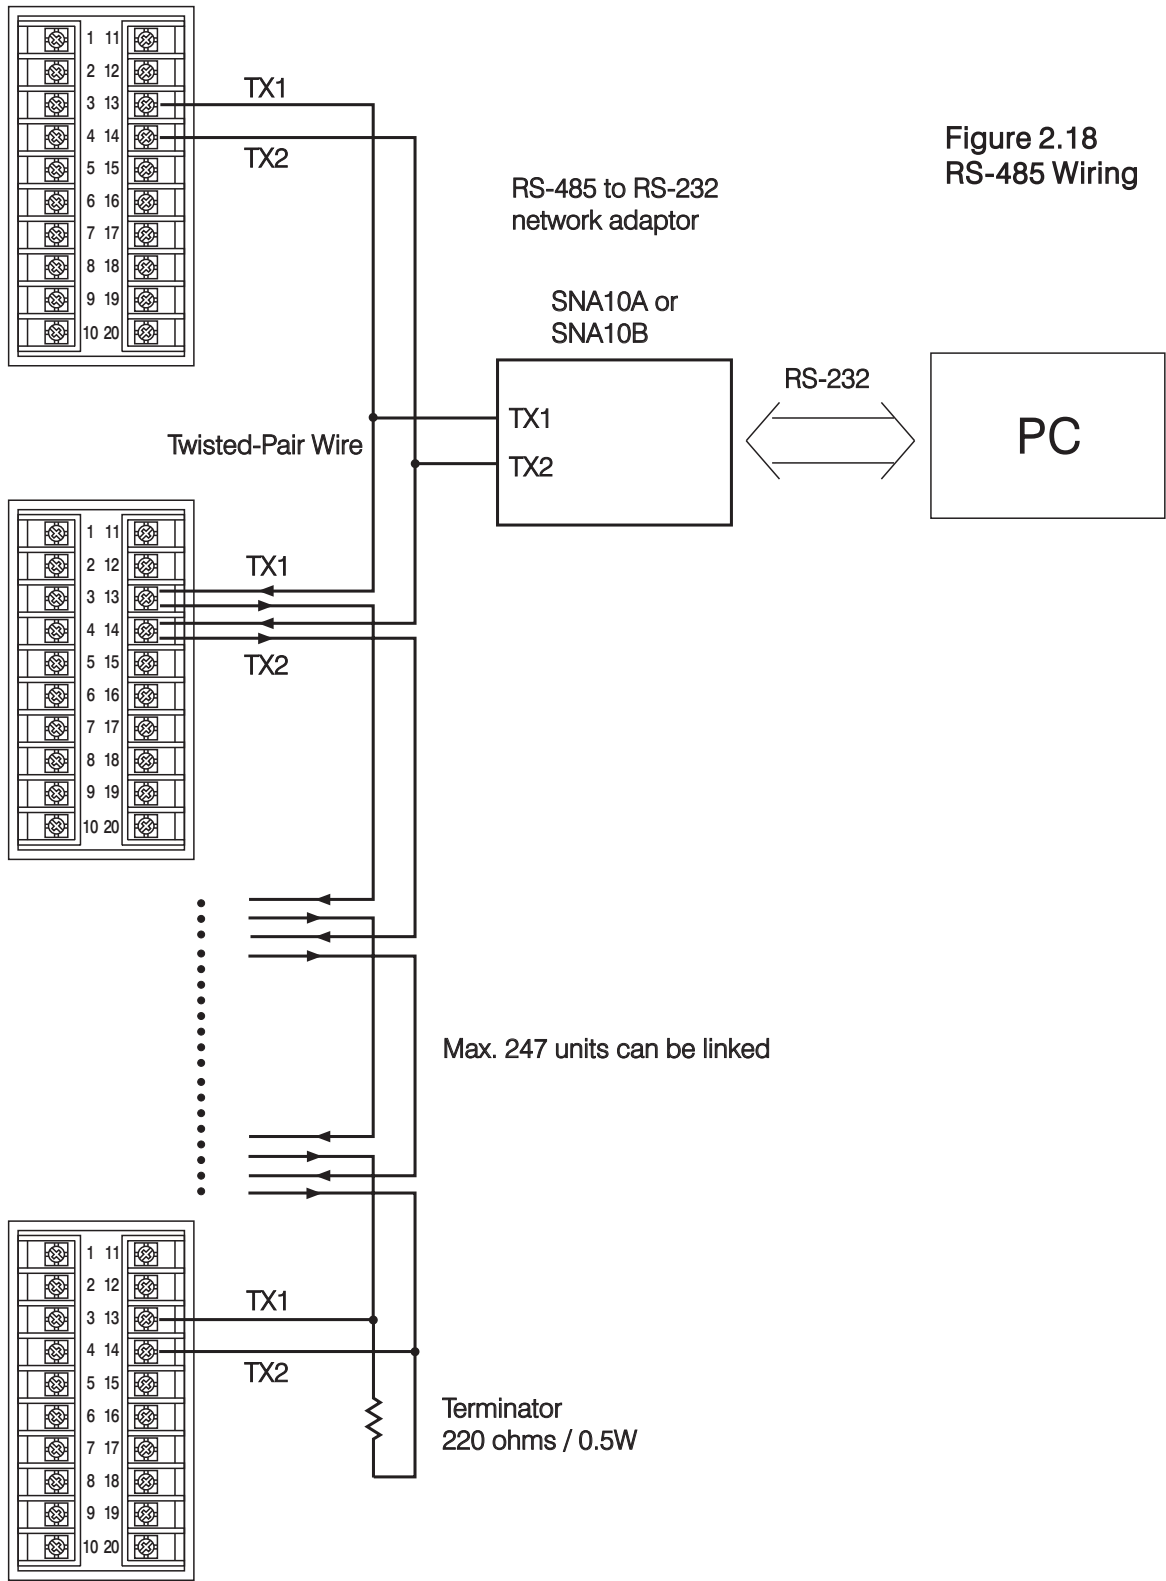 1 11
2 12
3 13
4 14
5 15
6 16
7 17
8 18
9 19
10 20
TX1
TX2
Figure 2.18
RS-485 Wiring
RS-485 to RS-232
network adaptor
SNA10A or
SNA10B
TX1
TX2
RS-232
PC
Twisted-Pair Wire
1 11
2 12
3 13
4 14
5 15
6 16
7 17
8 18
9 19
10 20
TX1
TX2
Max. 247 units can be linked
1 11
2 12
3 13
4 14
5 15
6 16
7 17
8 18
9 19
10 20
TX1
TX2
Terminator
220 ohms / 0.5W